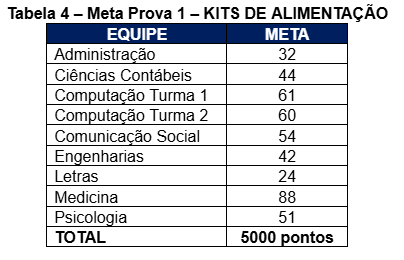 Tabela 4 – Meta Prova 1 – KITS DE ALIMENTAÇÃO
EQUIPE META
Administração 32
Ciências Contábeis 44
Computação Turma 1 61
Computação Turma 2 60
Comunicação Social 54
Engenharias 42
Letras 24
Medicina 88
Psicologia 51
TOTAL 5000 pontos